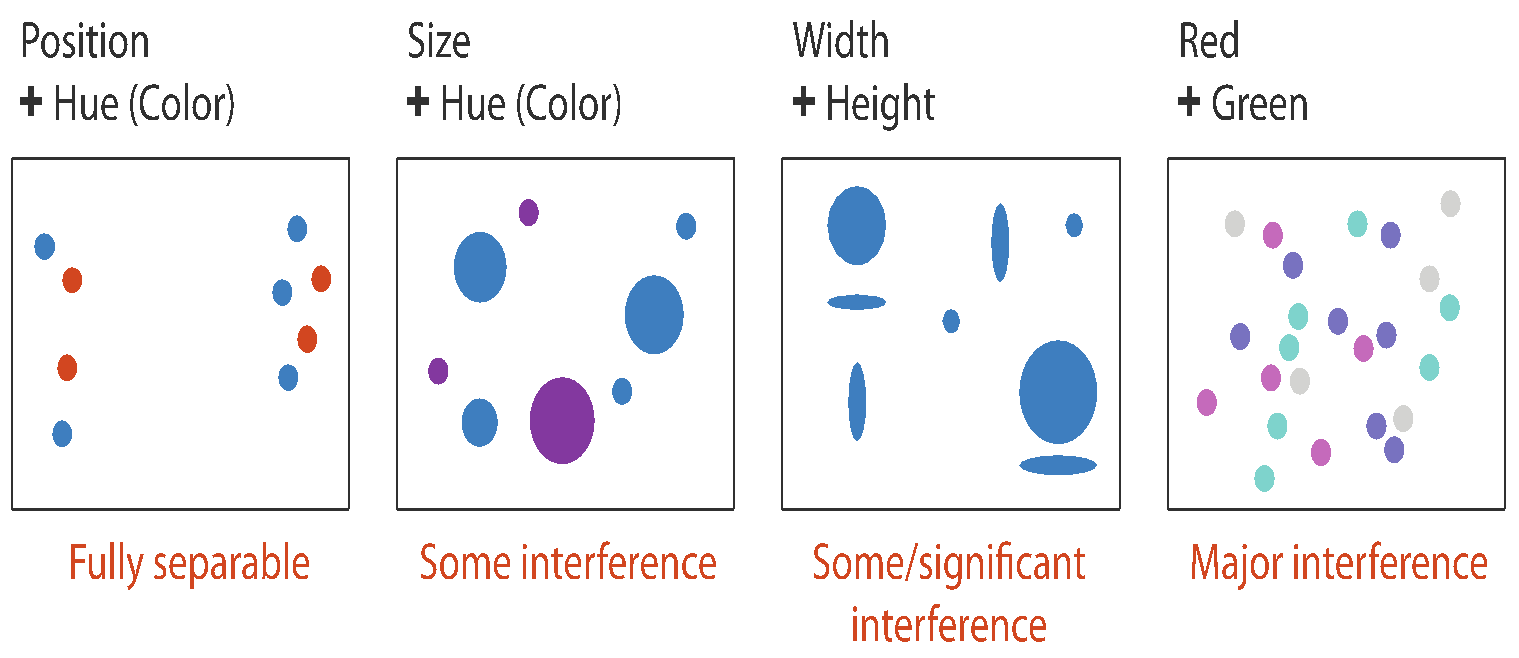 Position
+ Hue (Color)
Size
+ Hue (Color)
Width
+ Height
Red
+ Green
Fully separable
Some interference
Some/significant
interference
Major interference